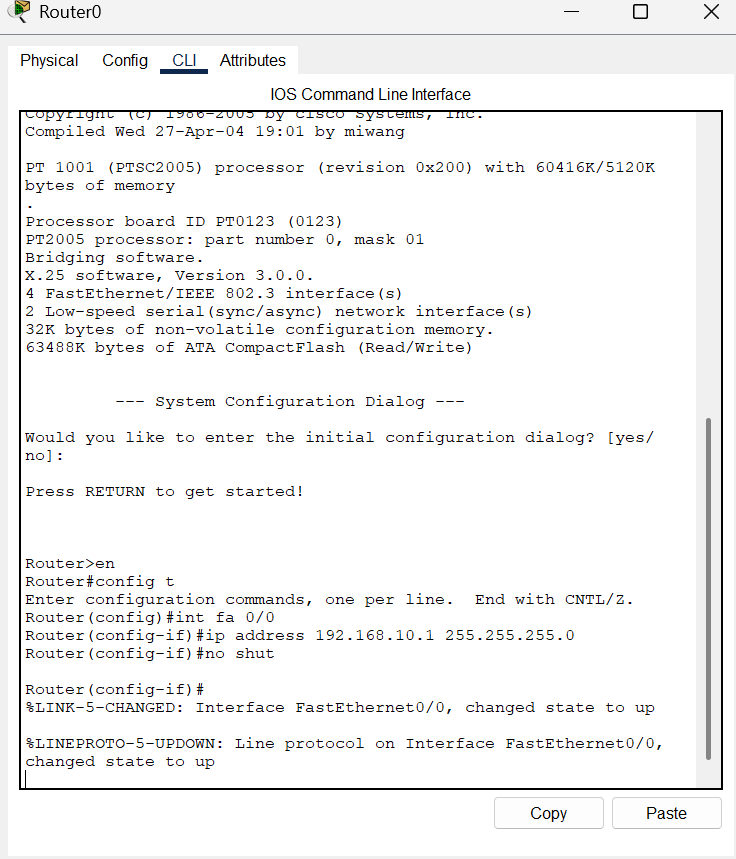 Router0
Physical Config CLI Attributes
IOS Command Line Interface
Copyright (c) 1986-2005 by cisco Systems, Inc.
Compiled Wed 27-Apr-04 19:01 by miwang
PT 1001 (PTSC2005) processor (revision 0x200) with 60416K/5120K
bytes of memory
.
Processor board ID PT0123 (0123)
PT2005 processor: part number 0, mask 01
Bridging software.
X.25 software, Version 3.0.0.
4 FastEthernet/IEEE 802.3 interface(s)
2 Low-speed serial(sync/async) network interface(s)
32K bytes of non-volatile configuration memory.
63488K bytes of ATA CompactFlash (Read/Write)
--- System Configuration Dialog ---
Would you like to enter the initial configuration dialog? [yes/
no]:
Press RETURN to get started!
Router>en
Router#config t
Enter configuration commands, one per line.  End with CNTL/Z.
Router(config)#int fa 0/0
Router(config-if)#ip address 192.168.10.1 255.255.255.0
Router(config-if)#no shut
Router(config-if)#
%LINK-5-CHANGED: Interface FastEthernet0/0, changed state to up
%LINEPROTO-5-UPDOWN: Line protocol on Interface FastEthernet0/0,
changed state to up
Copy Paste